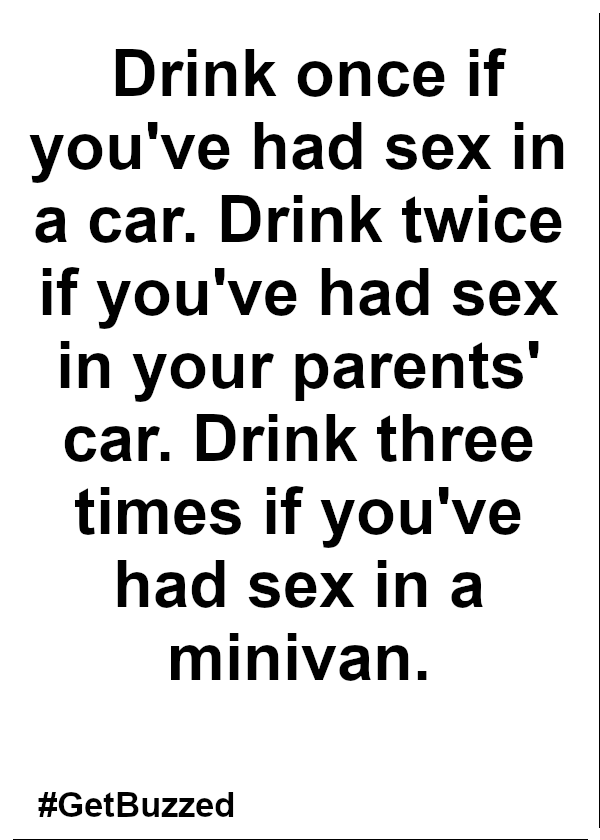 Drink once if
you've had sex in
a car. Drink twice
if you've had sex
in your parents'
car. Drink three
times if you've
had sex in a
minivan.
#GetBuzzed